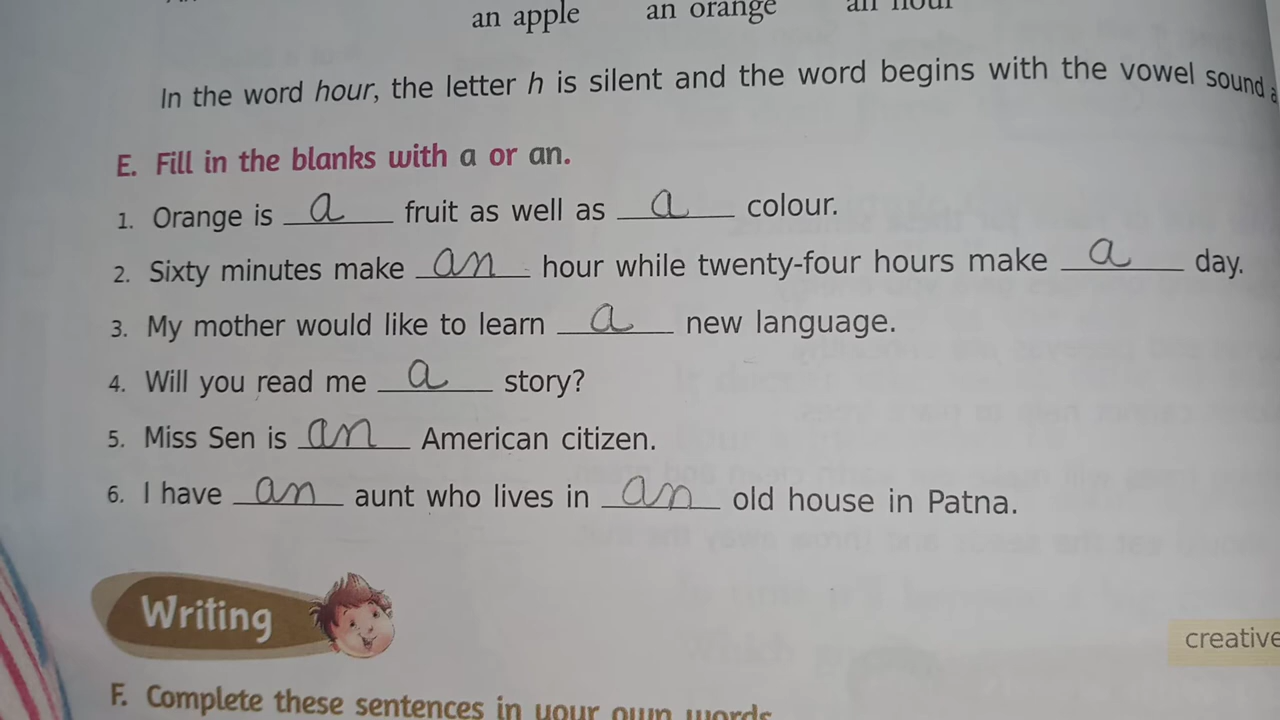 an apple an orange an hour
In the word hour, the letter h is silent and the word begins with the vowel sound
E. Fill in the blanks with a or an.
1. Orange is a fruit as well as a colour.
2. Sixty minutes make an hour while twenty-four hours make a day.
3. My mother would like to learn a new language.
4. Will you read me a story?
5. Miss Sen is an American citizen.
6. I have an aunt who lives in an old house in Patna.
Writing
creative
F. Complete these sentences in your own words